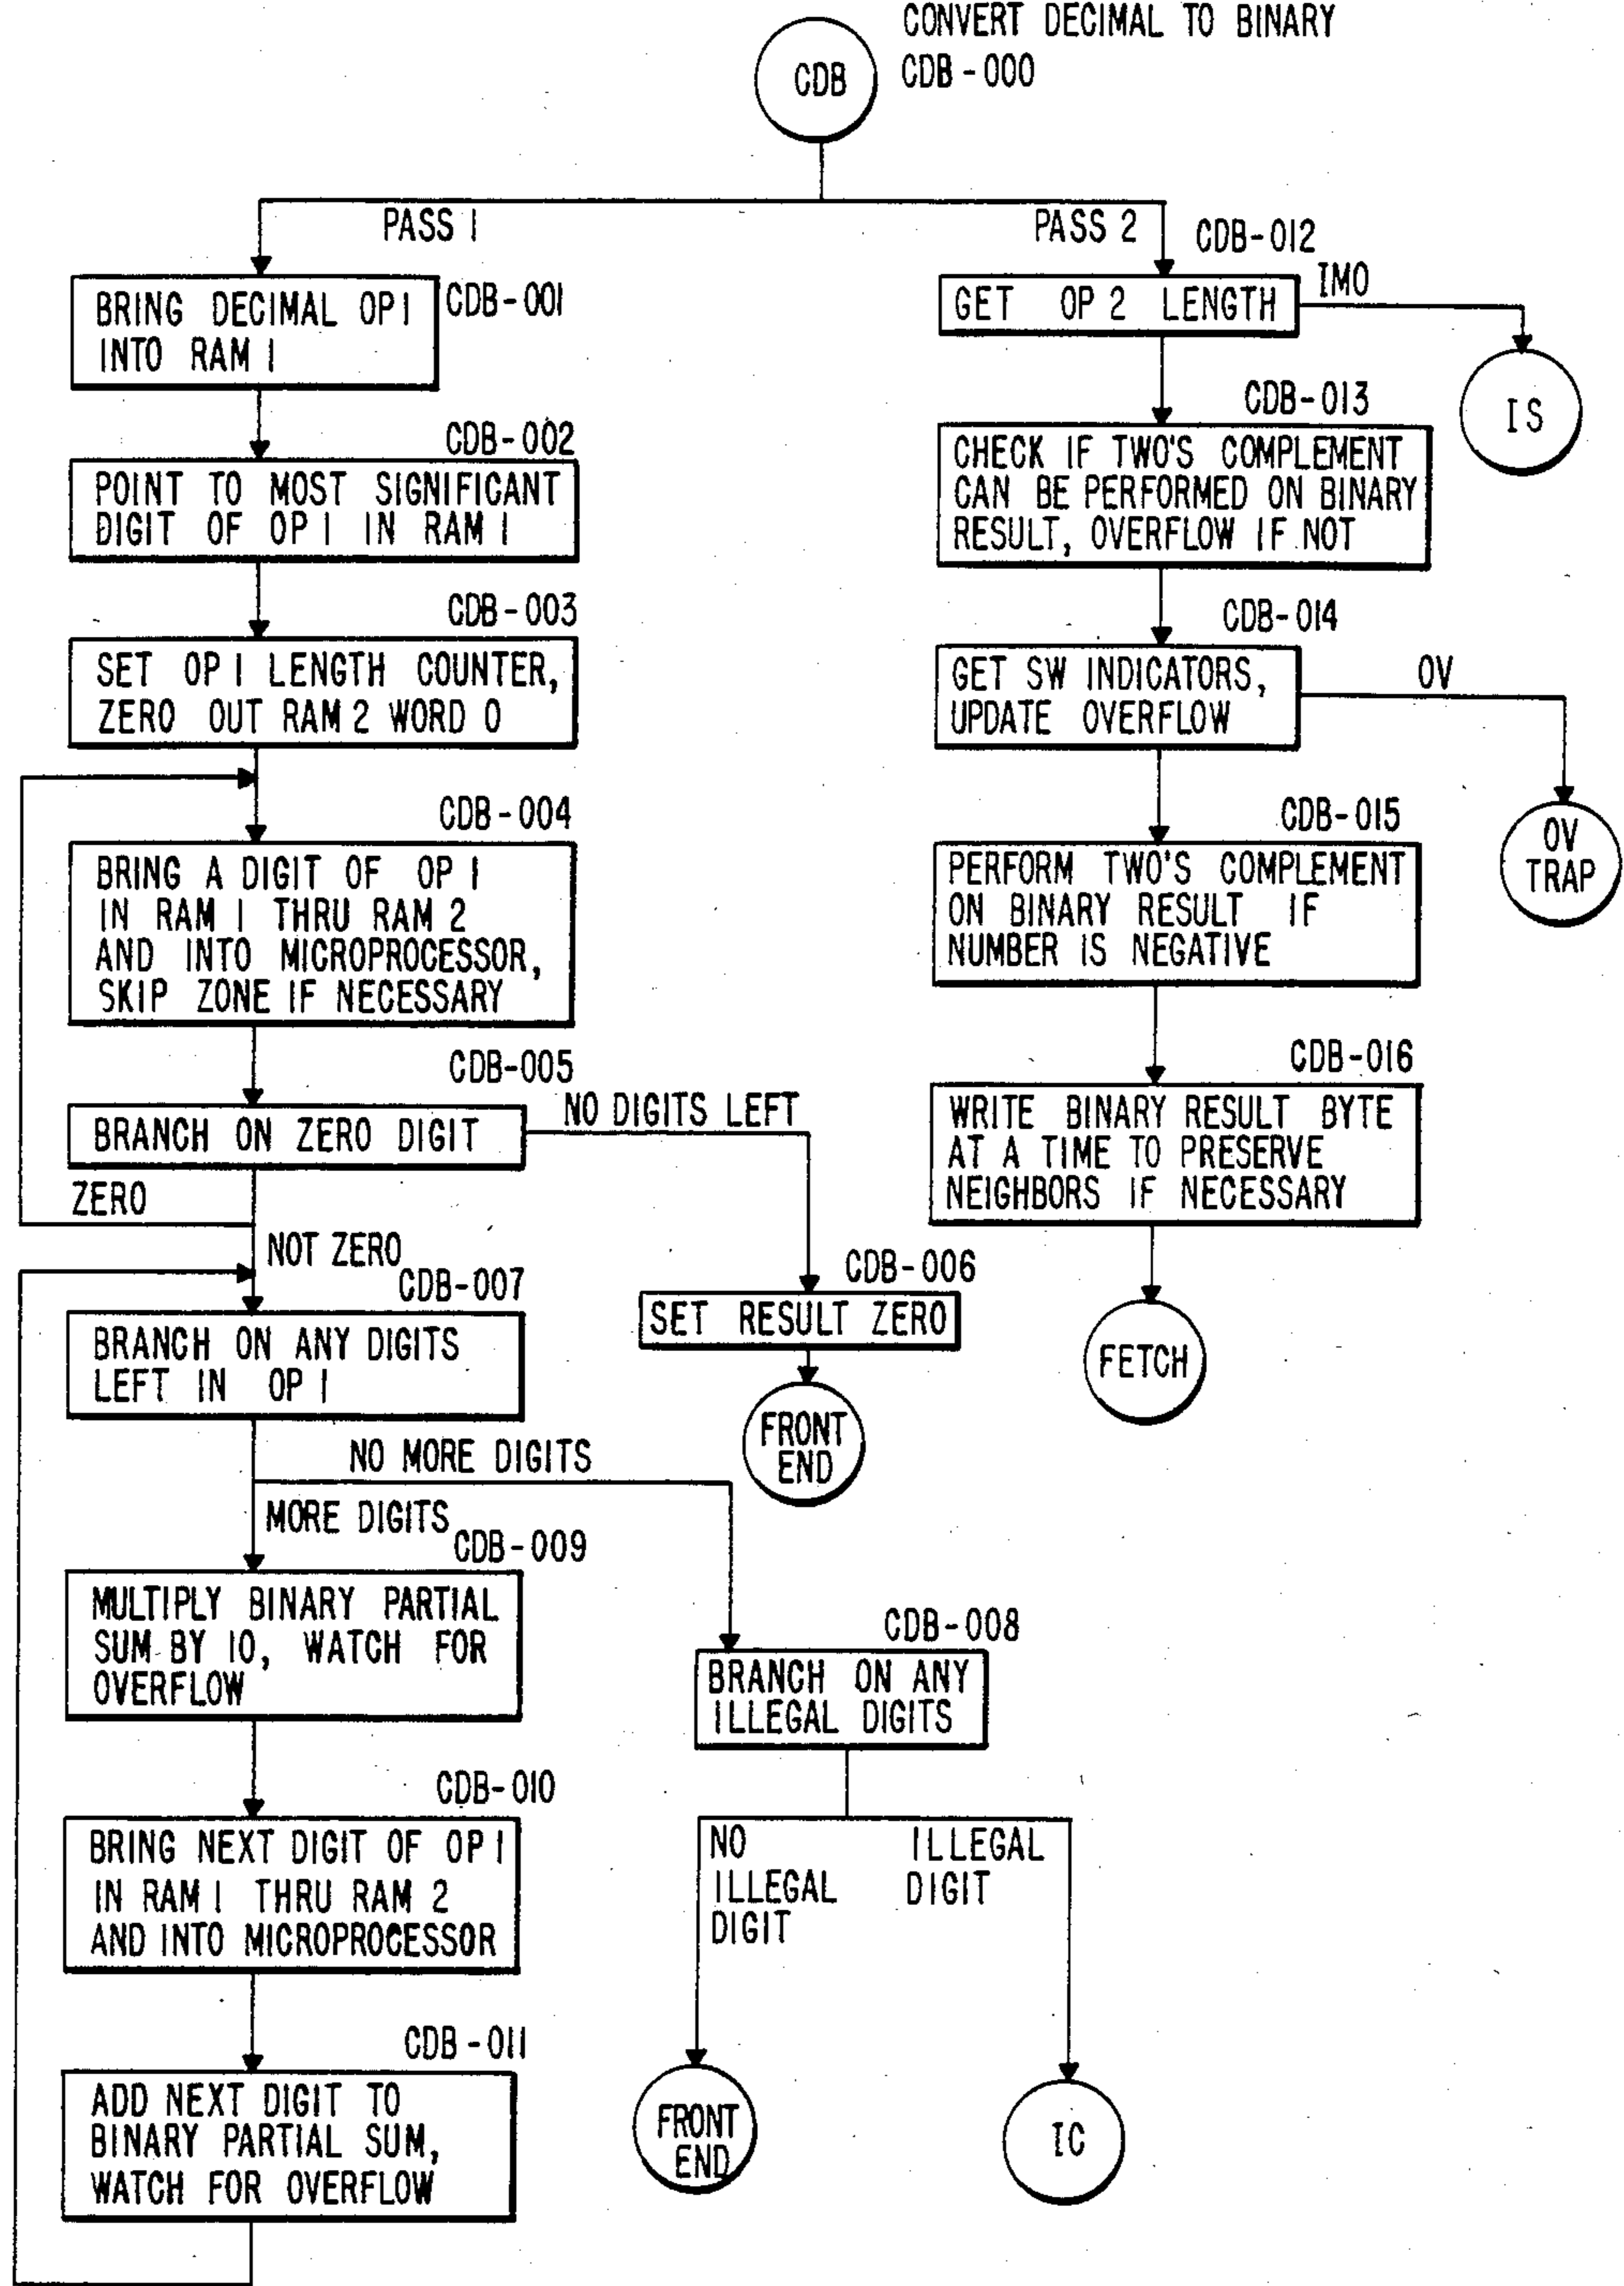 CONVERT DECIMAL TO BINARY
CDB
CDB-000
PASS 1
BRING DECIMAL OP1
INTO RAM 1
CDB-001
CDB-002
POINT TO MOST SIGNIFICANT
DIGIT OF OP 1 IN RAM 1
CDB-003
SET OP 1 LENGTH COUNTER,
ZERO OUT RAM 2 WORD 0
CDB-004
BRING A DIGIT OF OP 1
IN RAM 1 THRU RAM 2
AND INTO MICROPROCESSOR,
SKIP ZONE IF NECESSARY
CDB-005
BRANCH ON ZERO DIGIT
NO DIGITS LEFT
ZERO
NOT ZERO
CDB-006
SET RESULT ZERO
FRONT
END
CDB-007
BRANCH ON ANY DIGITS
LEFT IN OP 1
NO MORE DIGITS
MORE DIGITS
CDB-009
MULTIPLY BINARY PARTIAL
SUM BY 10, WATCH FOR
OVERFLOW
CDB-008
BRANCH ON ANY
ILLEGAL DIGITS
NO
ILLEGAL
DIGIT
ILLEGAL
DIGIT
FRONT
END
IC
CDB-010
BRING NEXT DIGIT OF OP 1
IN RAM 1 THRU RAM 2
AND INTO MICROPROCESSOR
CDB-011
ADD NEXT DIGIT TO
BINARY PARTIAL SUM,
WATCH FOR OVERFLOW
PASS 2
CDB-012
GET OP 2 LENGTH
IMO
IS
CDB-013
CHECK IF TWO'S COMPLEMENT
CAN BE PERFORMED ON BINARY
RESULT, OVERFLOW IF NOT
CDB-014
GET SW INDICATORS,
UPDATE OVERFLOW
OV
OV
TRAP
CDB-015
PERFORM TWO'S COMPLEMENT
ON BINARY RESULT IF
NUMBER IS NEGATIVE
CDB-016
WRITE BINARY RESULT BYTE
AT A TIME TO PRESERVE
NEIGHBORS IF NECESSARY
FETCH